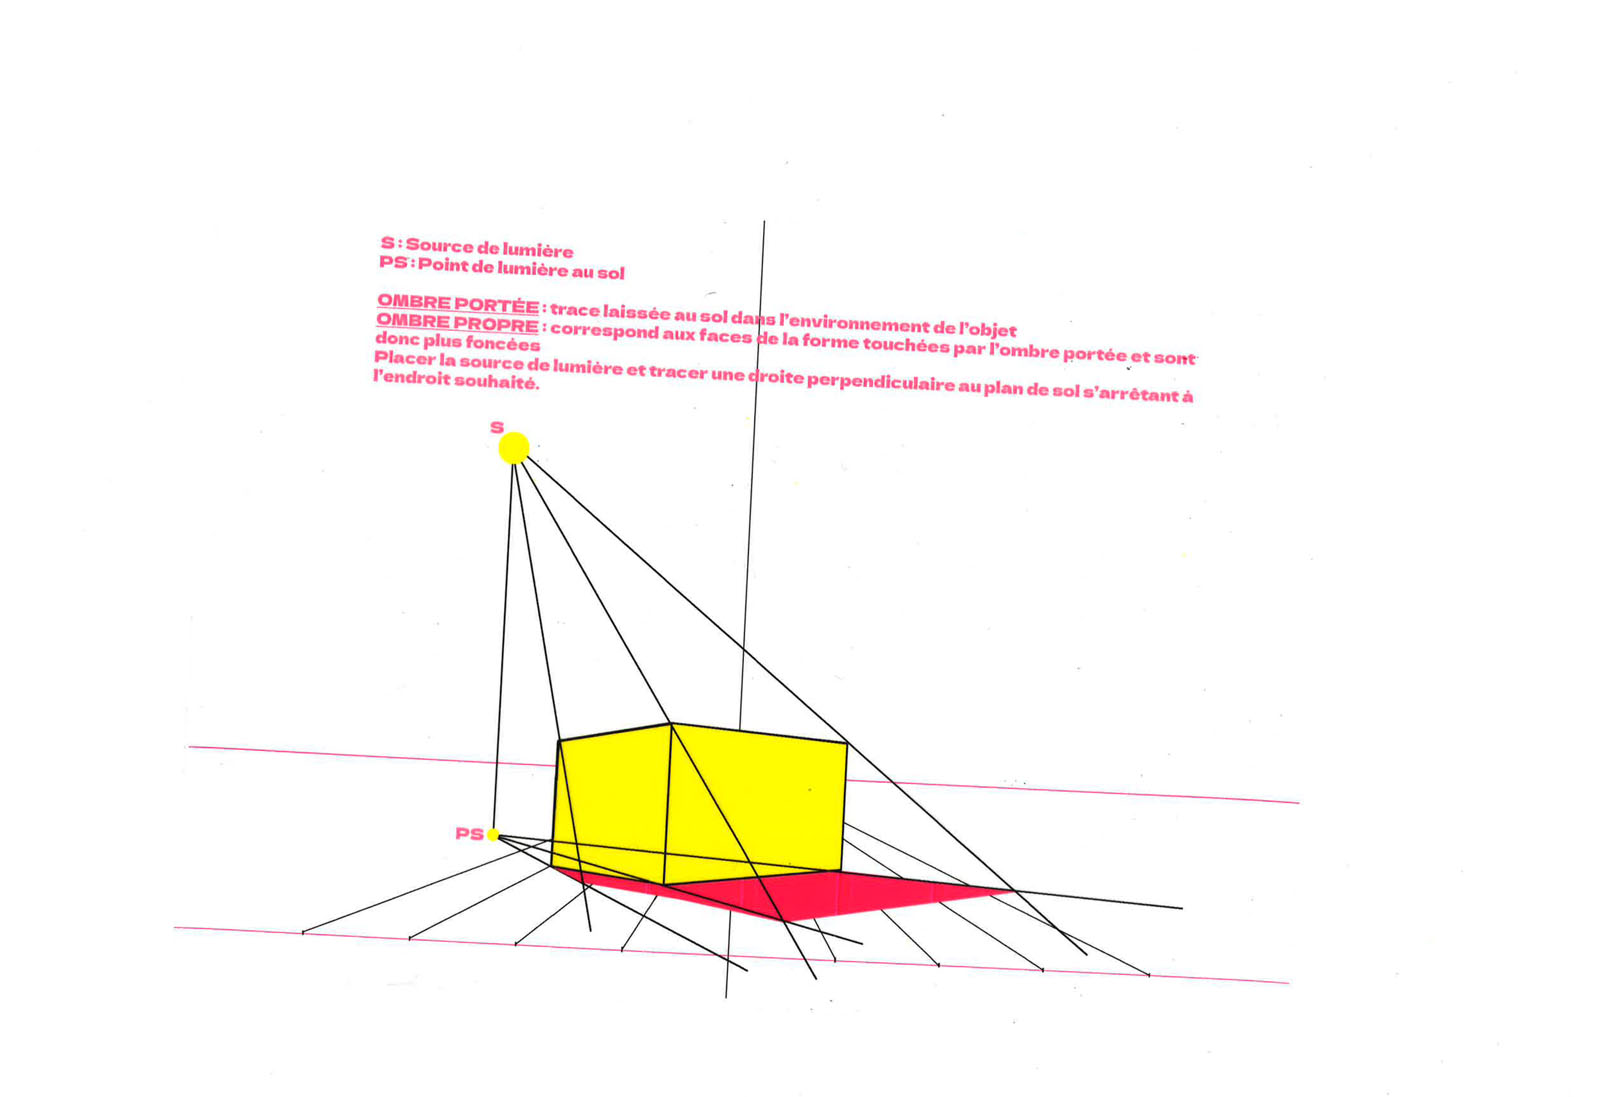 S : Source de lumière
PS : Point de lumière au sol
OMBRE PORTÉE : trace laissée au sol dans l'environnement de l'objet
OMBRE PROPRE : correspond aux faces de la forme touchées par l'ombre portée et sont
donc plus foncées
Placer la source de lumière et tracer une droite perpendiculaire au plan de sol s'arrêtant à
l'endroit souhaité.
S
PS